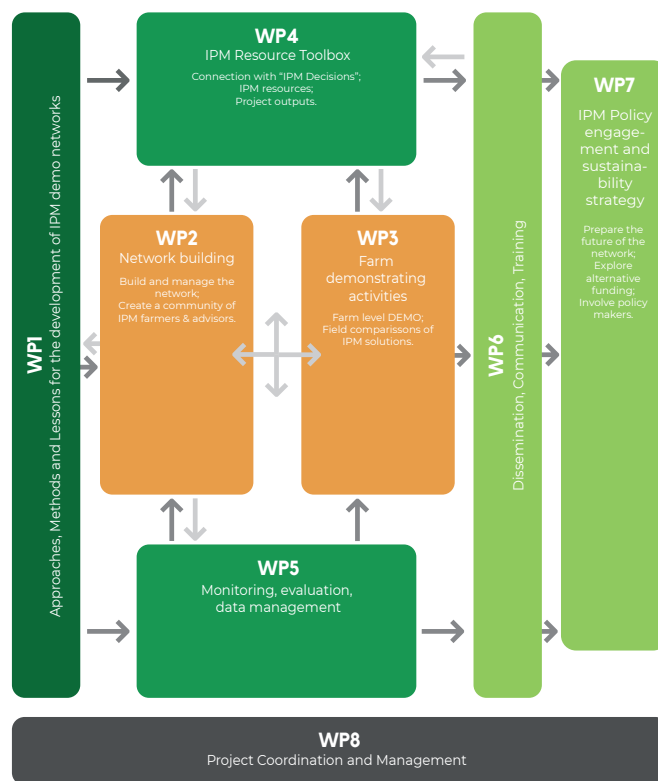 WP1
Approaches, Methods and Lessons for the development of IPM demo networks
WP4
IPM Resource Toolbox
Connection with “IPM Decisions”;
IPM resources;
Project outputs.
WP2
Network building
Build and manage the
network;
Create a community of
IPM farmers & advisors.
WP3
Farm
demonstrating
activities
Farm level DEMO;
Field comparissons of
IPM solutions.
WP5
Monitoring, evaluation,
data management
WP6
Dissemination, Communication, Training
WP7
IPM Policy
engage-
ment and
sustaina-
bility
strategy
Prepare the
future of the
network;
Explore
alternative
funding;
Involve policy
makers.
WP8
Project Coordination and Management